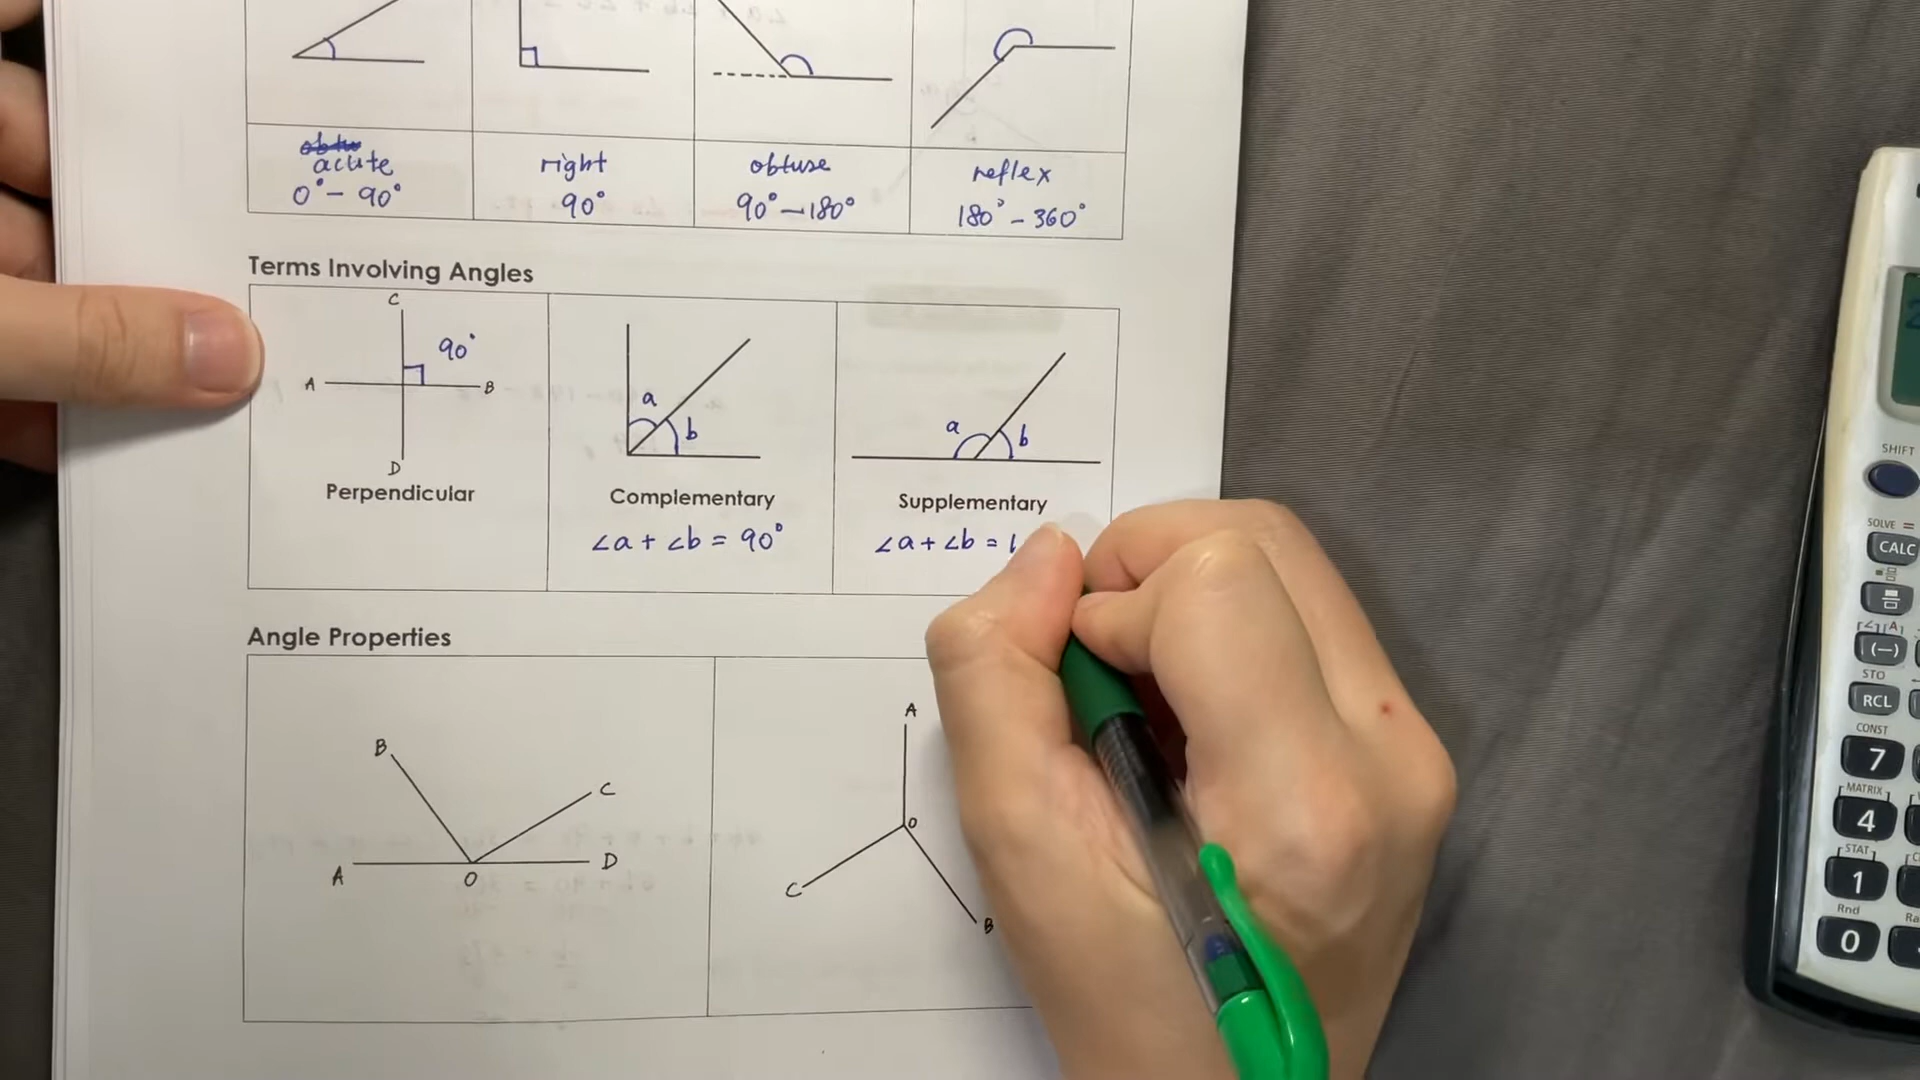 acute
0° - 90°
right
90°
obtuse
90° - 180°
reflex
180° - 360°
Terms Involving Angles
C
90°
A
B
D
Perpendicular
a
b
Complementary
∠a + ∠b = 90°
a
b
Supplementary
∠a + ∠b = 1
Angle Properties
B
C
A
O
D
A
O
C
B
SHIFT
SOLVE =
CALC
(-)
STO
RCL
CONST
7
MATRIX
4
STAT
1
Rnd
0